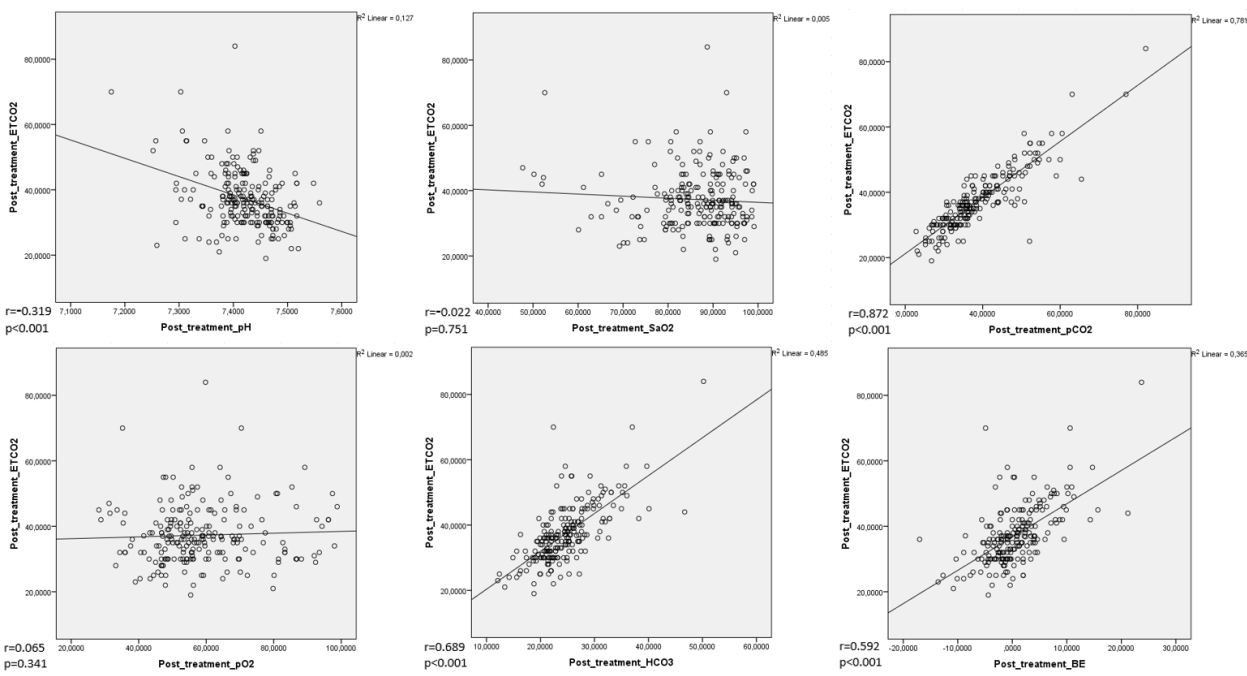 R² Linear = 0,127
Post_treatment_ETCO2
80,0000
60,0000
40,0000
20,0000
7,1000 7,2000 7,3000 7,4000 7,5000 7,6000
Post_treatment_pH
r=-0.319
p<0.001
R² Linear = 0,005
Post_treatment_ETCO2
80,0000
60,0000
40,0000
20,0000
40,0000 50,0000 60,0000 70,0000 80,0000 90,0000 100,0000
Post_treatment_SaO2
r=-0.022
p=0.751
R² Linear = 0,781
Post_treatment_ETCO2
80,0000
60,0000
40,0000
20,0000
0,0000 40,0000 60,0000 80,0000
Post_treatment_pCO2
r=0.872
p<0.001
R² Linear = 0,002
Post_treatment_ETCO2
80,0000
60,0000
40,0000
20,0000
20,0000 40,0000 60,0000 80,0000 100,0000
Post_treatment_pO2
r=0.065
p=0.341
R² Linear = 0,485
Post_treatment_ETCO2
80,0000
60,0000
40,0000
20,0000
10,0000 20,0000 30,0000 40,0000 50,0000 60,0000
Post_treatment_HCO3
r=0.689
p<0.001
R² Linear = 0,365
Post_treatment_ETCO2
80,0000
60,0000
40,0000
20,0000
-20,0000 -10,0000 ,0000 10,0000 20,0000 30,0000
Post_treatment_BE
r=0.592
p<0.001